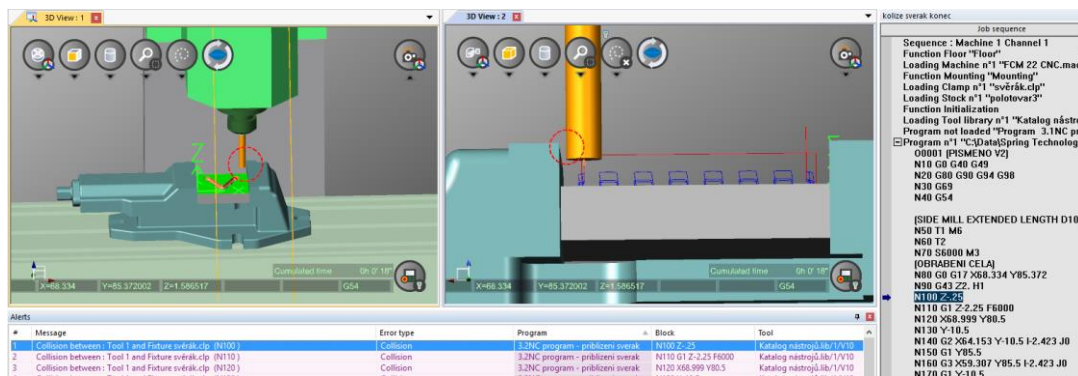 3D View : 1
3D View : 2
kolize sverak konec
Job sequence
Sequence : Machine 1 Channel 1
Function Floor "Floor"
Loading Machine n°1 "FCM 22 CNC.mac
Function Mounting "Mounting"
Loading Clamp n°1 "svěrák.clp"
Loading Stock n°1 "polotovar3"
Function Initialization
Loading Tool library n°1 "Katalog nástro
Program not loaded "Program 3.1NC pr
Program n°1 "C:\Data\Spring Technolog
O0001 (PISMENO V2)
N10 G0 G40 G49
N20 G80 G90 G94 G98
N30 G69
N40 G54
(SIDE MILL EXTENDED LENGTH D10
N50 T1 M6
N60 T2
N70 S6000 M3
(OBRABENI CELA)
N80 G0 G17 X68.334 Y85.372
N90 G43 Z2. H1
N100 Z-.25
N110 G1 Z-2.25 F6000
N120 X68.999 Y80.5
N130 Y-10.5
N140 G2 X64.153 Y-10.5 I-2.423 J0
N150 G1 Y85.5
N160 G3 X59.307 Y85.5 I-2.423 J0
N170 G1 Y-10.5
Z
Cumulated time 0h 0' 18"
X=68.334 Y=85.372002 Z=1.586517 G54
Cumulated time 0h 0' 18"
X=68.334 Y=85.372002 Z=1.586517 G54
Alerts
# Message Error type Program Block Tool
1 Collision between : Tool 1 and Fixture svěrák.clp (N100 ) Collision 3.2NC program - priblizeni sverak N100 Z-.25 Katalog nástrojů.lib/1/V10
2 Collision between : Tool 1 and Fixture svěrák.clp (N110 ) Collision 3.2NC program - priblizeni sverak N110 G1 Z-2.25 F6000 Katalog nástrojů.lib/1/V10
3 Collision between : Tool 1 and Fixture svěrák.clp (N120 ) Collision 3.2NC program - priblizeni sverak N120 X68.999 Y80.5 Katalog nástrojů.lib/1/V10